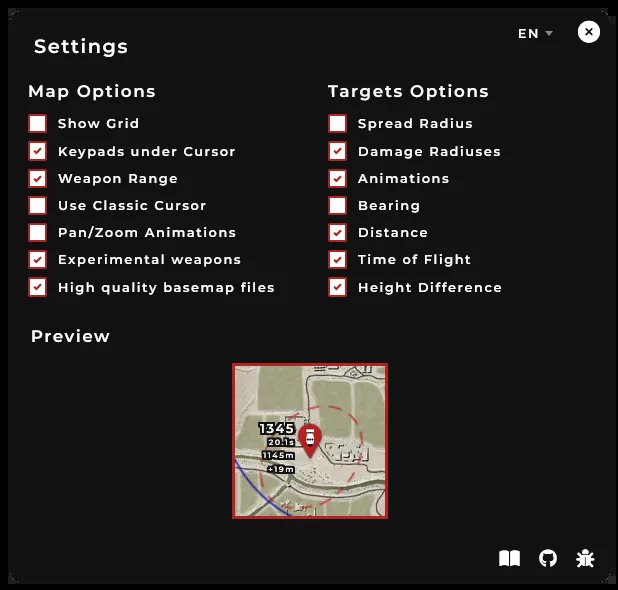 Settings
EN
Map Options
Show Grid
Keypads under Cursor
Weapon Range
Use Classic Cursor
Pan/Zoom Animations
Experimental weapons
High quality basemap files
Targets Options
Spread Radius
Damage Radiuses
Animations
Bearing
Distance
Time of Flight
Height Difference
Preview
1345
20.1s
1145m
+19m